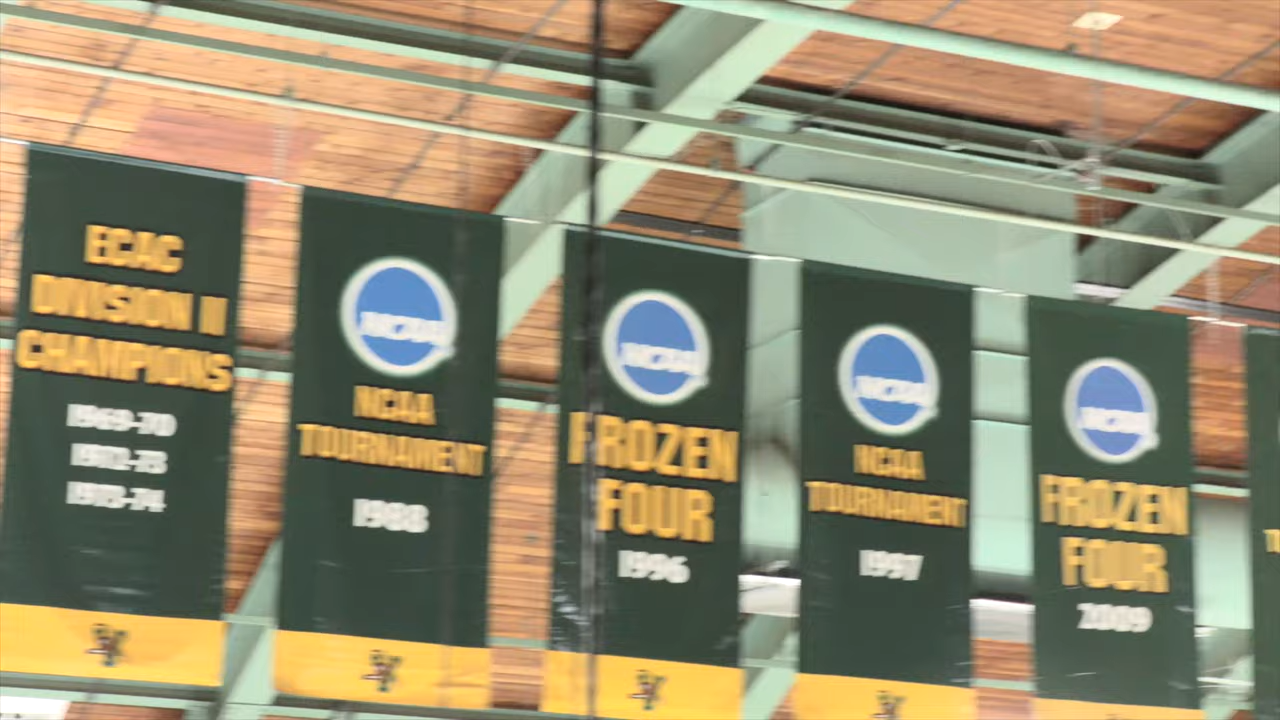 ECAC
DIVISION II
CHAMPIONS
1969-70
1972-73
1973-74
NCAA
NCAA
TOURNAMENT
1988
NCAA
FROZEN
FOUR
1996
NCAA
NCAA
TOURNAMENT
1997
NCAA
FROZEN
FOUR
2009